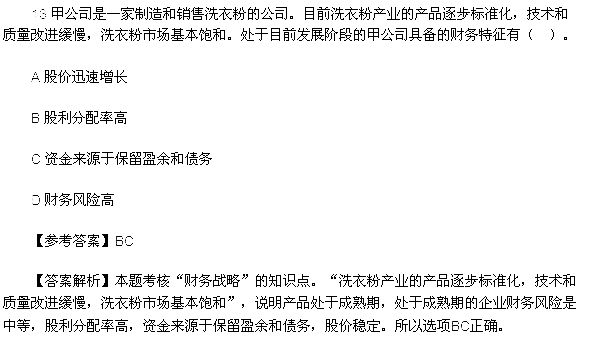 13 甲公司是一家制造和销售洗衣粉的公司。目前洗衣粉产业的产品逐步标准化，技术和
质量改进缓慢，洗衣粉市场基本饱和。处于目前发展阶段的甲公司具备的财务特征有（ ）。
A 股价迅速增长
B 股利分配率高
C 资金来源于保留盈余和债务
D 财务风险高
【参考答案】BC
【答案解析】本题考核“财务战略”的知识点。“洗衣粉产业的产品逐步标准化，技术和
质量改进缓慢，洗衣粉市场基本饱和”，说明产品处于成熟期，处于成熟期的企业财务风险是
中等，股利分配率高，资金来源于保留盈余和债务，股价稳定。所以选项BC正确。